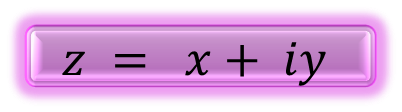 z = x + iy